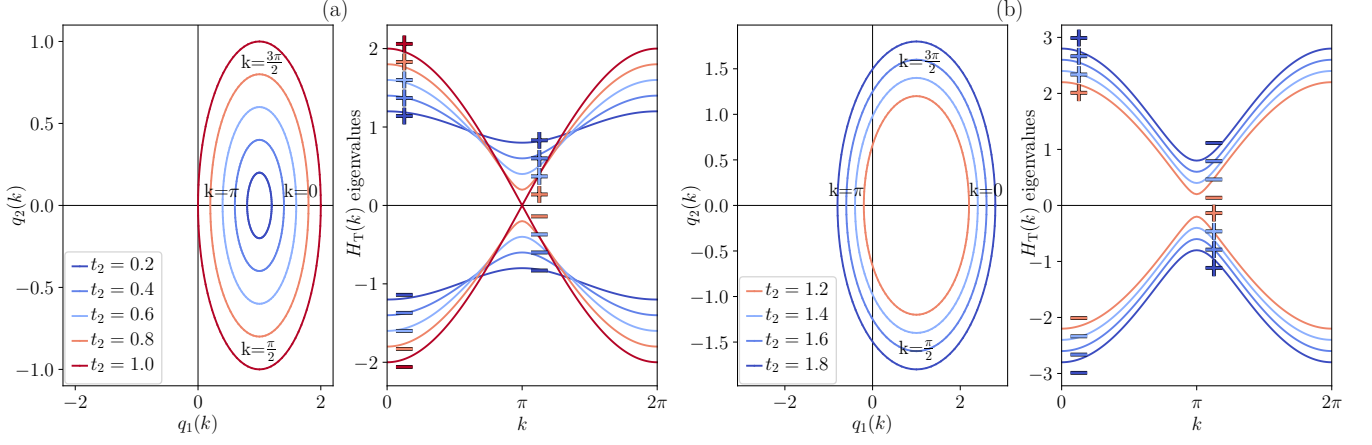 (a)
1.0
0.5
0.0
−0.5
−1.0
q₂(k)
k=3π/2
k=π
k=0
k=π/2
t₂ = 0.2
t₂ = 0.4
t₂ = 0.6
t₂ = 0.8
t₂ = 1.0
−2
0
2
q₁(k)
2
1
0
−1
−2
H_T(k) eigenvalues
+
+
+
+
+
+
+
+
+
−
−
−
−
−
−
−
−
−
0
π
2π
k
(b)
1.5
1.0
0.5
0.0
−0.5
−1.0
−1.5
q₂(k)
k=3π/2
k=π
k=0
k=π/2
t₂ = 1.2
t₂ = 1.4
t₂ = 1.6
t₂ = 1.8
−2
0
2
q₁(k)
3
2
1
0
−1
−2
−3
H_T(k) eigenvalues
+
+
+
+
−
−
−
−
+
+
+
+
−
−
−
−
0
π
2π
k